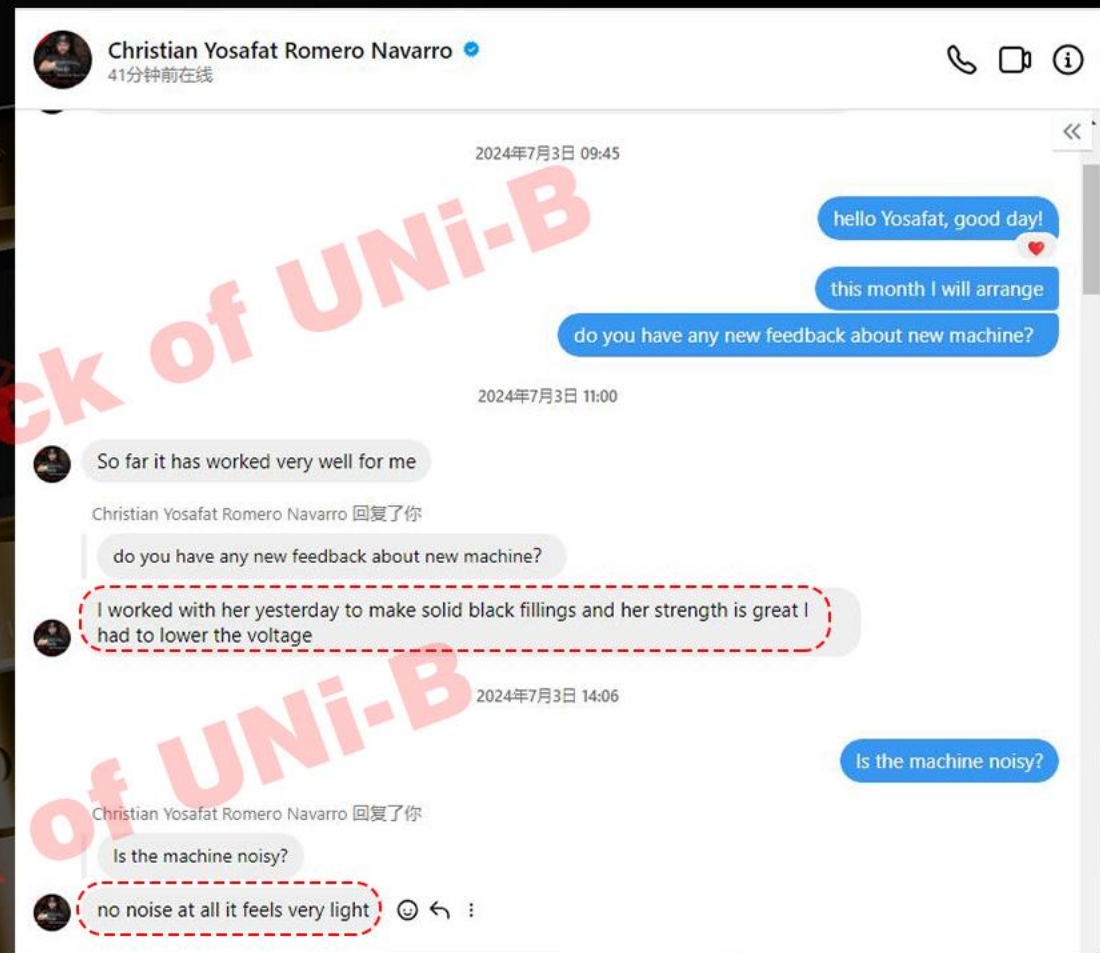 Christian Yosafat Romero Navarro
41分钟前在线
2024年7月3日 09:45
hello Yosafat, good day!
this month I will arrange
do you have any new feedback about new machine?
2024年7月3日 11:00
So far it has worked very well for me
Christian Yosafat Romero Navarro 回复了你
do you have any new feedback about new machine?
I worked with her yesterday to make solid black fillings and her strength is great I
had to lower the voltage
2024年7月3日 14:06
Is the machine noisy?
Christian Yosafat Romero Navarro 回复了你
Is the machine noisy?
no noise at all it feels very light
ck of UNi-B
of UNi-B